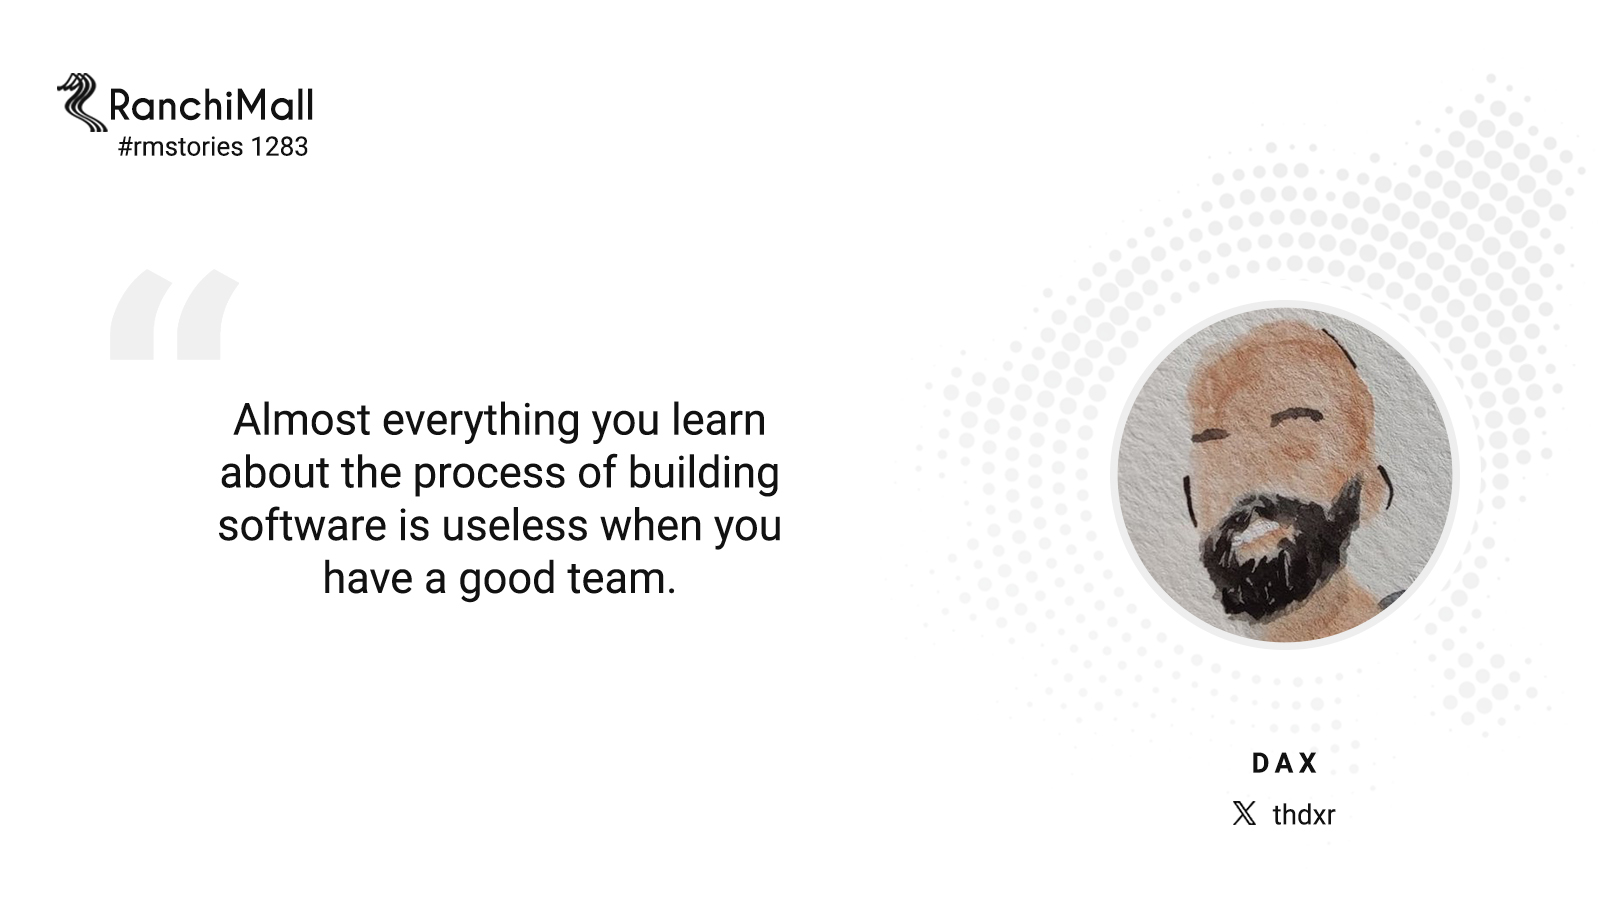 RanchiMall
#rmstories 1283
“
Almost everything you learn
about the process of building
software is useless when you
have a good team.
DAX
𝕏 thdxr